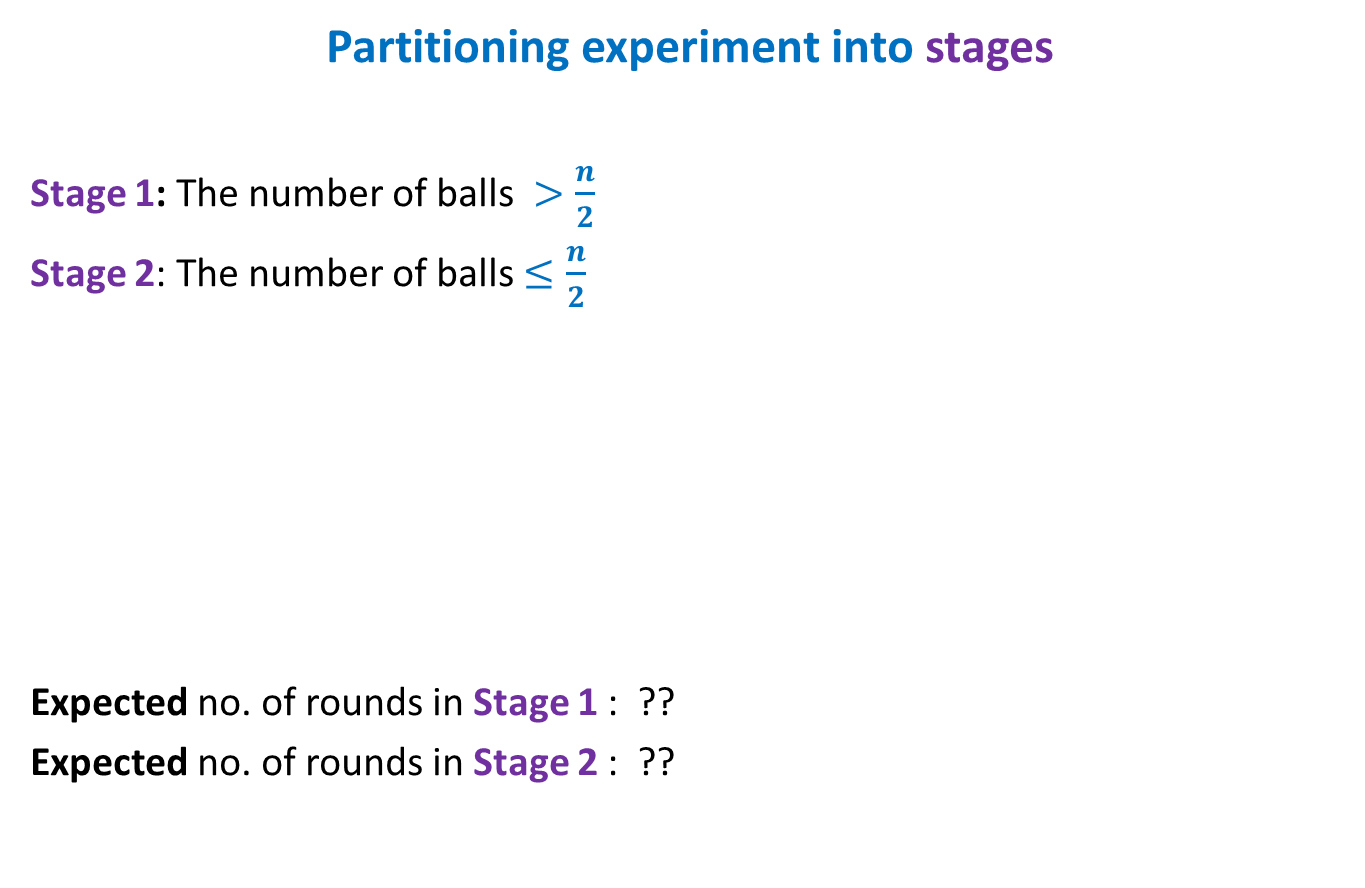 Partitioning experiment into stages
Stage 1: The number of balls > n/2
Stage 2: The number of balls ≤ n/2
Expected no. of rounds in Stage 1 : ??
Expected no. of rounds in Stage 2 : ??